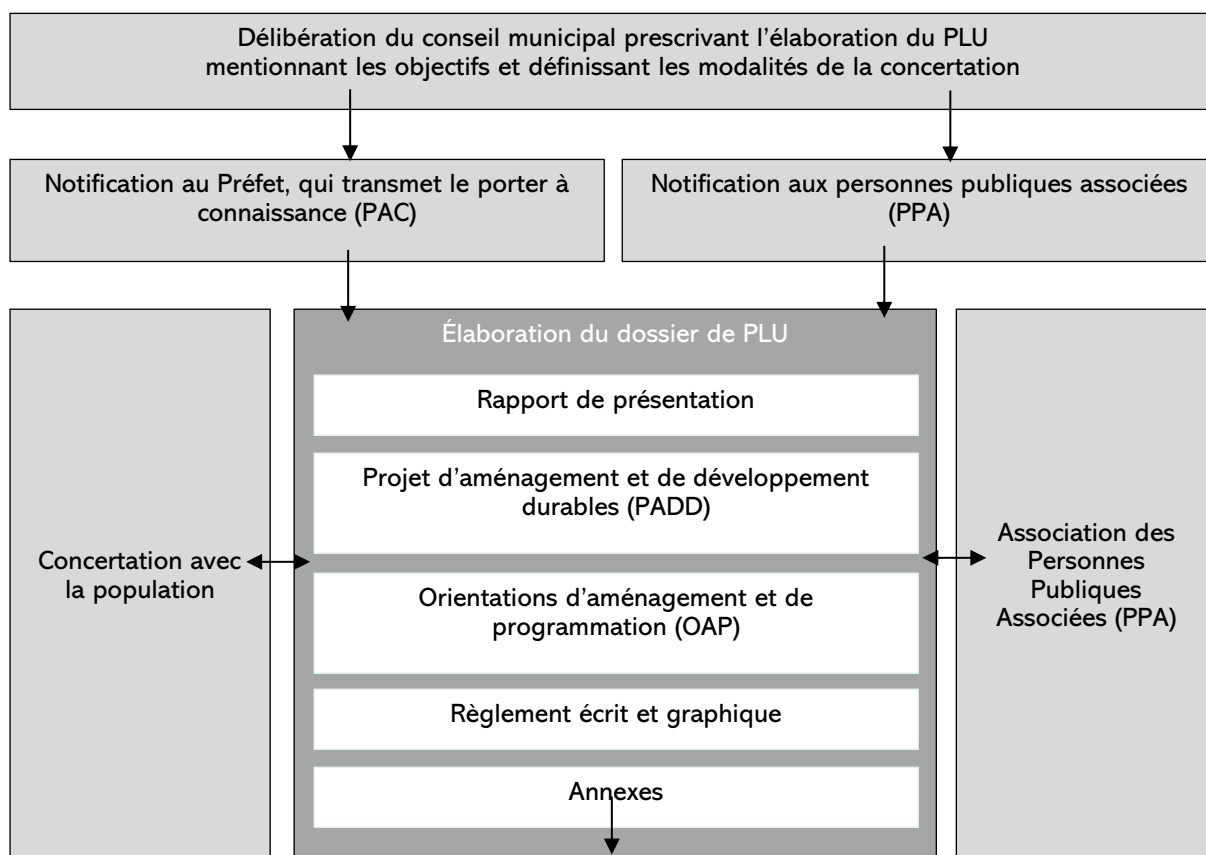 Délibération du conseil municipal prescrivant l’élaboration du PLU
mentionnant les objectifs et définissant les modalités de la concertation
Notification au Préfet, qui transmet le porter à
connaissance (PAC)
Notification aux personnes publiques associées
(PPA)
Élaboration du dossier de PLU
Rapport de présentation
Projet d’aménagement et de développement
durables (PADD)
Orientations d’aménagement et de
programmation (OAP)
Règlement écrit et graphique
Annexes
Concertation avec
la population
Association des
Personnes
Publiques
Associées (PPA)